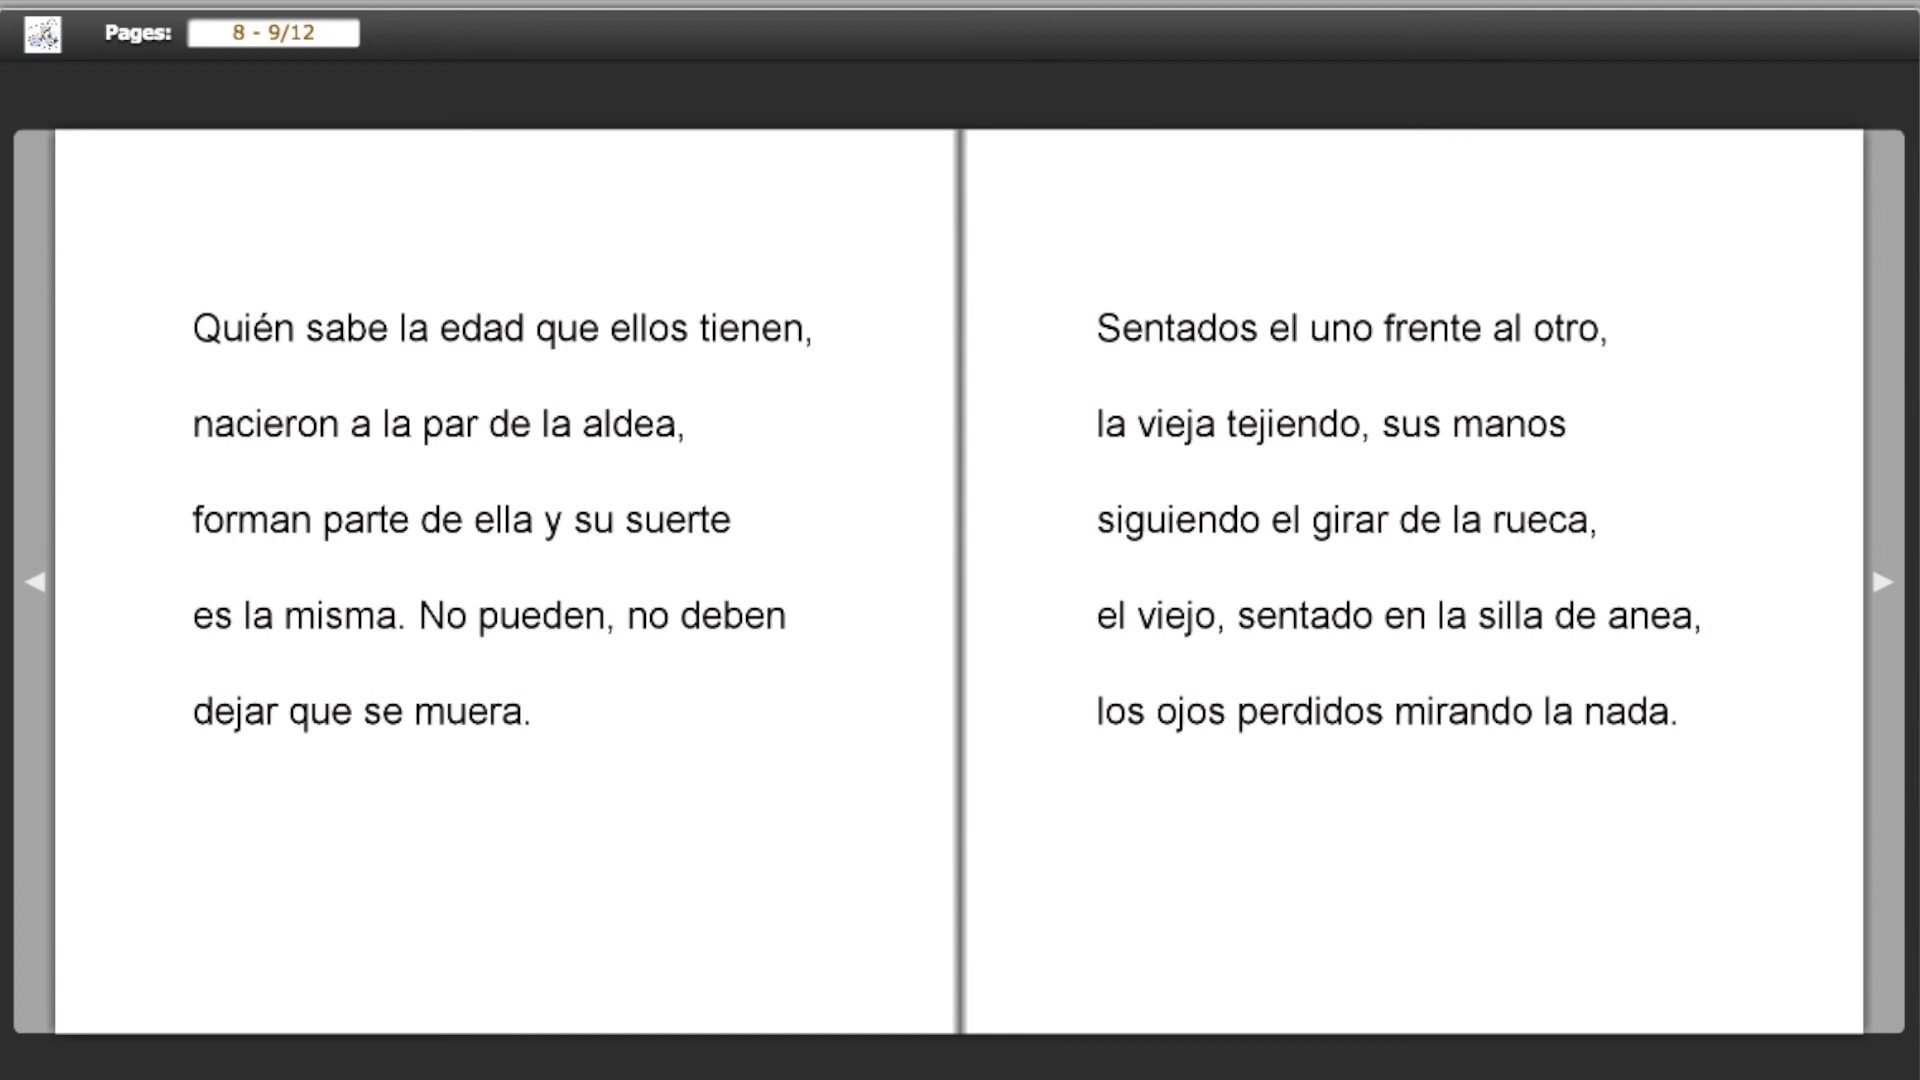 Pages: 8 - 9/12
Quién sabe la edad que ellos tienen,
nacieron a la par de la aldea,
forman parte de ella y su suerte
es la misma. No pueden, no deben
dejar que se muera.
Sentados el uno frente al otro,
la vieja tejiendo, sus manos
siguiendo el girar de la rueca,
el viejo, sentado en la silla de anea,
los ojos perdidos mirando la nada.